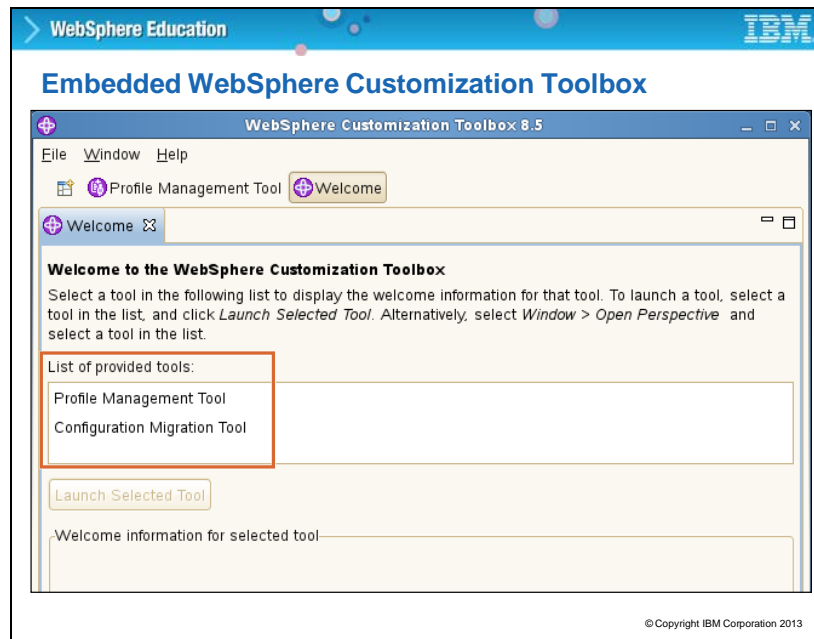 WebSphere Education
IBM
Embedded WebSphere Customization Toolbox
WebSphere Customization Toolbox 8.5
File Window Help
Profile Management Tool Welcome
Welcome
Welcome to the WebSphere Customization Toolbox
Select a tool in the following list to display the welcome information for that tool. To launch a tool, select a
tool in the list, and click Launch Selected Tool. Alternatively, select Window > Open Perspective and
select a tool in the list.
List of provided tools:
Profile Management Tool
Configuration Migration Tool
Launch Selected Tool
Welcome information for selected tool
© Copyright IBM Corporation 2013